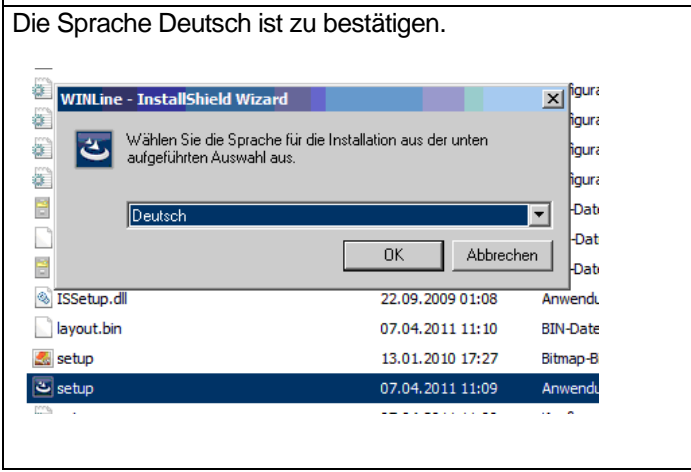 Die Sprache Deutsch ist zu bestätigen.
WINLine - InstallShield Wizard
Wählen Sie die Sprache für die Installation aus der unten
aufgeführten Auswahl aus.
Deutsch
OK Abbrechen
ISSetup.dll 22.09.2009 01:08 Anwendu
layout.bin 07.04.2011 11:10 BIN-Date
setup 13.01.2010 17:27 Bitmap-B
setup 07.04.2011 11:09 Anwendu